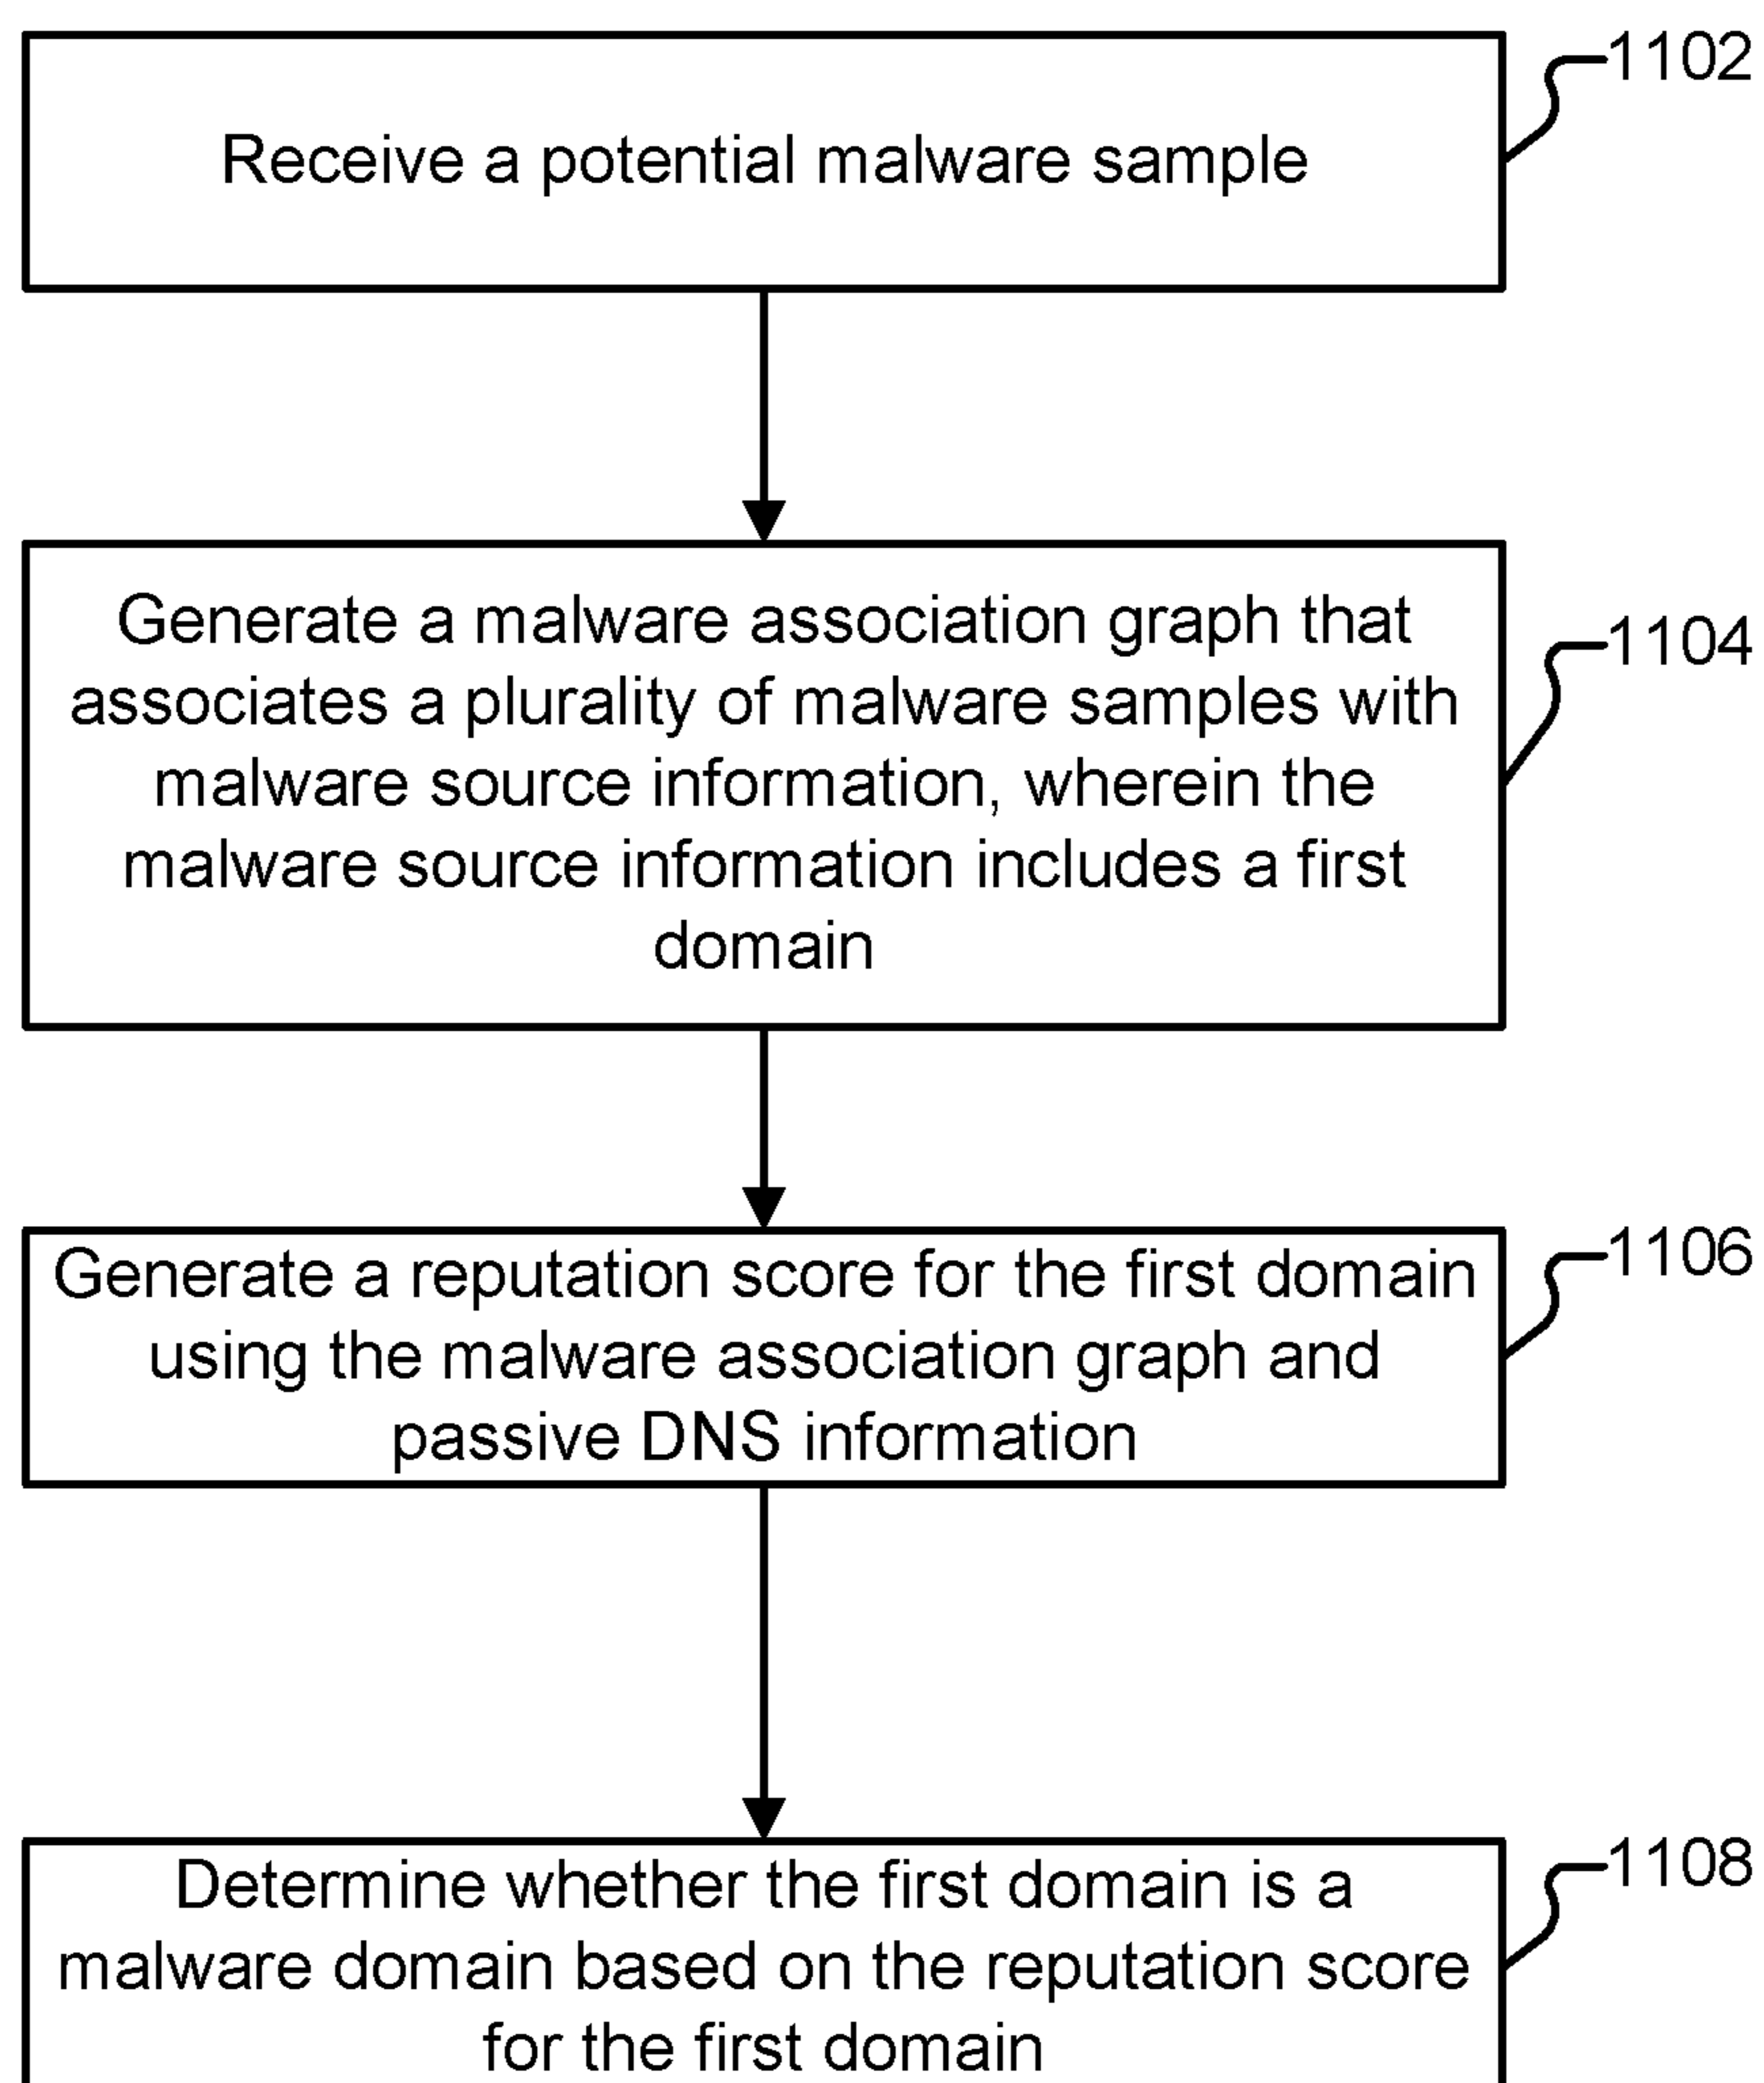 1102
Receive a potential malware sample
Generate a malware association graph that
1104
associates a plurality of malware samples with
malware source information, wherein the
malware source information includes a first
domain
1106
Generate a reputation score for the first domain
using the malware association graph and
passive DNS information
1108
Determine whether the first domain is a
malware domain based on the reputation score
for the first domain